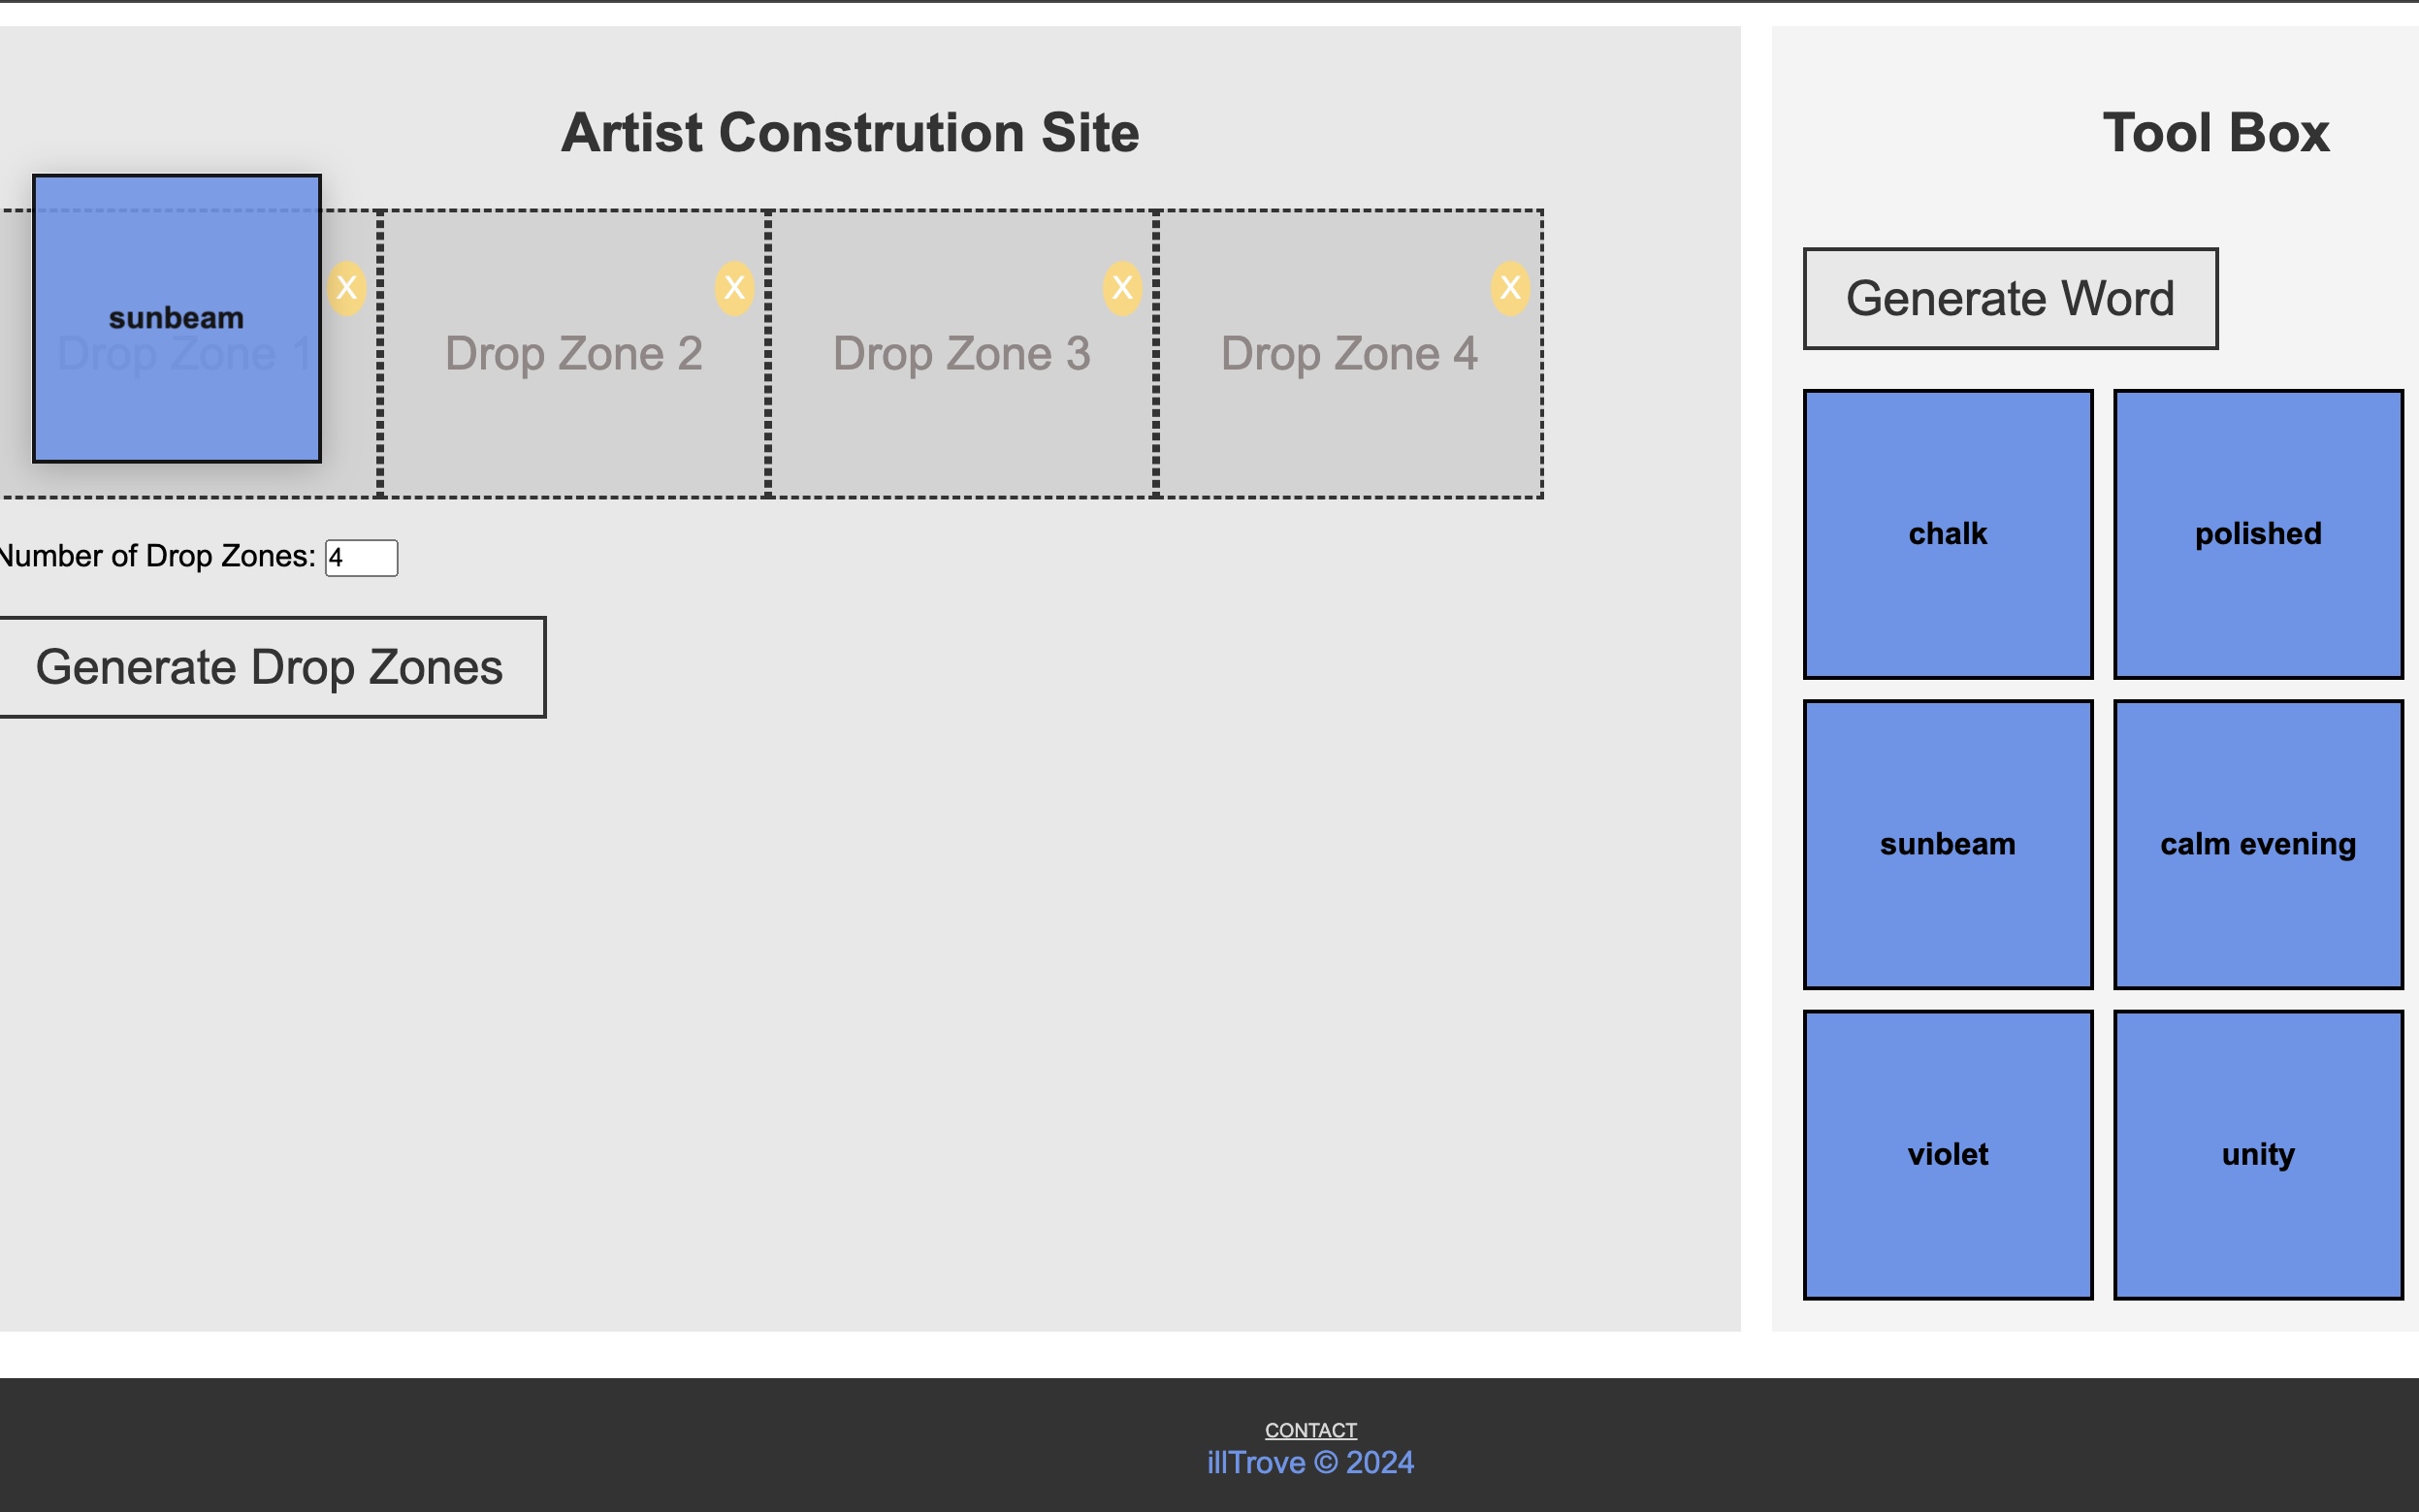 Artist Constrution Site
Tool Box
sunbeam
Drop Zone 1
X
Drop Zone 2
X
Drop Zone 3
X
Drop Zone 4
X
Number of Drop Zones: 4
Generate Drop Zones
Generate Word
chalk
polished
sunbeam
calm evening
violet
unity
CONTACT
illTrove © 2024